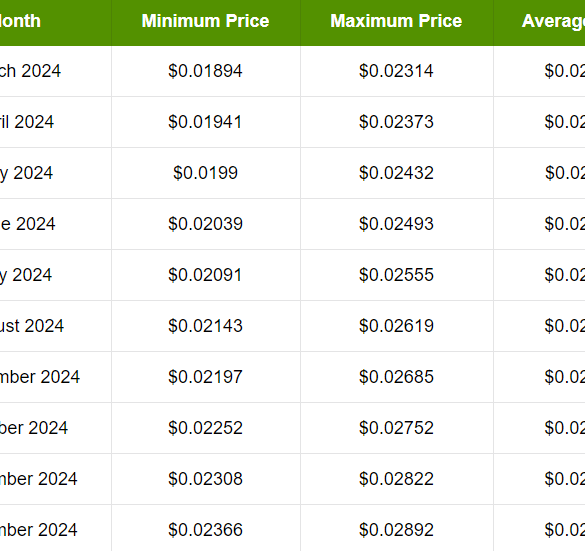 onth Minimum Price Maximum Price Average
ch 2024 $0.01894 $0.02314 $0.02
il 2024 $0.01941 $0.02373 $0.02
y 2024 $0.0199 $0.02432 $0.02
e 2024 $0.02039 $0.02493 $0.02
y 2024 $0.02091 $0.02555 $0.02
ust 2024 $0.02143 $0.02619 $0.02
mber 2024 $0.02197 $0.02685 $0.02
ber 2024 $0.02252 $0.02752 $0.02
mber 2024 $0.02308 $0.02822 $0.02
mber 2024 $0.02366 $0.02892 $0.02